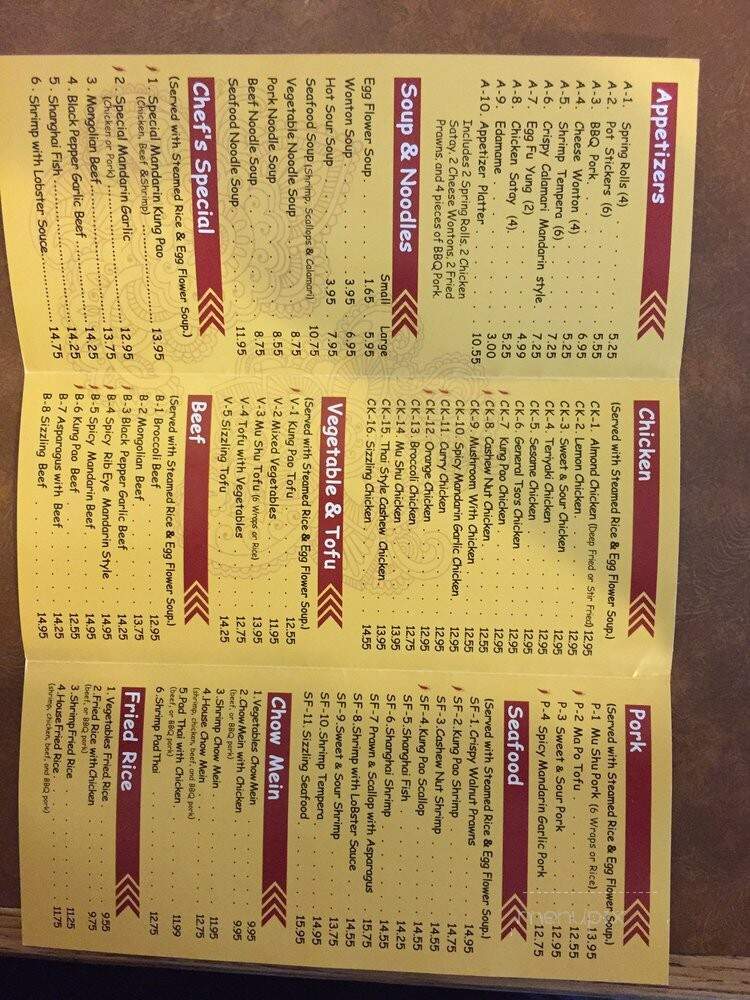 Appetizers
A-1. Spring Rolls (4) . . . 5.25
A-2. Pot Stickers (6) . . . 5.55
A-3. BBQ Pork. . . . 6.95
A-4. Cheese Wonton (4) . . . 5.25
A-5. Shrimp Tempera (6) . . . 7.25
A-6. Crispy Calamari Mandarin style . 7.25
A-7. Egg Fu Yung (2) . . . 4.99
A-8. Chicken Satay (4). . . . 5.25
A-9. Edamame . . . 3.00
A-10. Appetizer Platter . . . 10.55
Includes 2 Spring Rolls, 2 Chicken
Satay, 2 Cheese Wontons, 2 Fried
Prawns, and 4 pieces of BBQ Pork
Soup & Noodles
Small Large
Egg Flower Soup. . . . 1.65 5.95
Wonton Soup . . . 3.95 6.95
Hot Sour Soup. . . . 3.95 7.95
Seafood Soup (Shrimp, Scallops & Calamari) 10.75
Vegetable Noodle Soup 8.75
Pork Noodle Soup 8.55
Beef Noodle Soup 8.75
Seafood Noodle Soup 11.95
Chef's Special
(Served with Steamed Rice & Egg Flower Soup.)
1. Special Mandarin Kung Pao
(Chicken, Beef &Shrimp) ........ 13.95
2. Special Mandarin Garlic 12.95
(Chicken or Pork) ........ 13.75
3. Mongolian Beef........ 14.25
4. Black Pepper Garlic Beef........ 14.25
5. Shanghai Fish ........ 14.25
6. Shrimp with Lobster Sauce........ 14.75
Chicken
(Served with Steamed Rice & Egg Flower Soup.)
CK-1. Almond Chicken (Deep Fried or Stir Fried) 12.95
CK-2. Lemon Chicken. . . . 12.95
CK-3. Sweet & Sour Chicken . . . 12.95
CK-4. Teriyaki Chicken . . . 12.95
CK-5. Sesame Chicken . . . 12.95
CK-6. General Tso's Chicken . . . 12.95
CK-7. Kung Pao Chicken . . . 12.95
CK-8. Cashew Nut Chicken. . . . 12.55
CK-9. Mushroom With Chicken . . . 12.55
CK-10. Spicy Mandarin Garlic Chicken. . . . 12.95
CK-11. Curry Chicken . . . 12.95
CK-12. Orange Chicken. . . . 12.95
CK-13. Broccoli Chicken . . . 12.75
CK-14. Mu Shu Chicken . . . 13.95
CK-15. Thai Style Cashew Chicken. . . . 13.95
CK-16. Sizzling Chicken. . . . 14.55
Vegetable & Tofu
(Served with Steamed Rice & Egg Flower Soup.)
V-1 Kung Pao Tofu . . . 12.55
V-2 Mixed Vegetables . . . 11.95
V-3 Mu Shu Tofu (6 Wraps or Rice) 13.95
V-4 Tofu with Vegetables . . . 12.75
V-5 Sizzling Tofu . . . 14.25
Beef
(Served with Steamed Rice & Egg Flower Soup.)
B-1 Broccoli Beef . . . 12.95
B-2 Mongolian Beef . . . 13.75
B-3 Black Pepper Garlic Beef . . . 14.25
B-4 Spicy Rib Eye Mandarin Style . . . 14.95
B-5 Spicy Mandarin Beef . . . 14.95
B-6 Kung Pao Beef . . . 12.55
B-7 Asparagus with Beef . . . 14.25
B-8 Sizzling Beef . . . 14.95
Pork
(Served with Steamed Rice & Egg Flower Soup.)
P-1 Mu Shu Pork (6 Wraps or Rice). . . . 13.95
P-2 Ma Po Tofu . . . 12.55
P-3 Sweet & Sour Pork . . . 12.95
P-4 Spicy Mandarin Garlic Pork . . . 12.75
menupix
Seafood
(Served with Steamed Rice & Egg Flower Soup.)
SF-1. Crispy Walnut Prawns . . . 14.95
SF-2. Kung Pao Shrimp . . . 14.75
SF-3. Cashew Nut Shrimp . . . 14.55
SF-4. Kung Pao Scallop . . . 14.55
SF-5. Shanghai Fish . . . 14.25
SF-6. Shanghai Shrimp . . . 14.55
SF-7. Prawn & Scallop with Asparagus 15.75
SF-8. Shrimp with LoBster Sauce . . . 14.55
SF-9. Sweet & Sour Shrimp . . . 13.75
SF-10. Shrimp Tempera . . . 14.95
SF-11. Sizzling Seafood . . . 15.95
Chow Mein
1. Vegetables Chow Mein . . . 9.95
2. Chow Mein with Chicken . . . 9.95
(beef, or BBQ pork)
3. Shrimp Chow Mein . . . 11.95
4. House Chow Mein . . . 12.75
(shrimp, chicken, beef, and BBQ pork)
5. Pad Thai with Chicken . . . 11.99
(beef, or BBQ pork)
6. Shrimp Pad Thai . . . 12.75
Fried Rice
1. Vegetables Fried Rice . . . 9.55
2. Fried Rice with Chicken . . . 9.75
(beef, or BBQ pork)
3. Shrimp Fried Rice . . . 11.25
4. House Fried Rice . . . 11.75
(shrimp, chicken, beef, and BBQ pork)